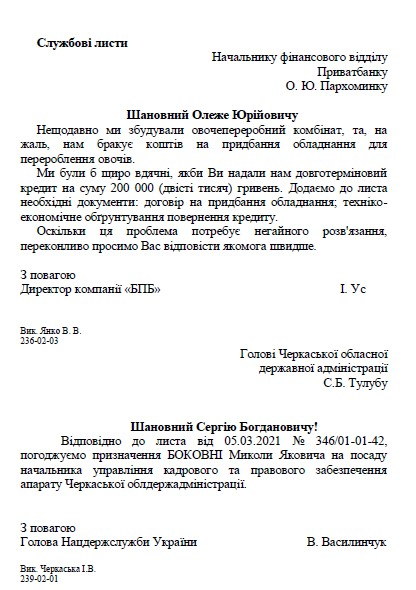 Службові листи
Начальнику фінансового відділу
Приватбанку
О. Ю. Пархоминку
Шановний Олеже Юрійовичу
Нещодавно ми збудували овочепереробний комбінат, та, на
жаль, нам бракує коштів на придбання обладнання для
перероблення овочів.
Ми були б щиро вдячні, якби Ви надали нам довготерміновий
кредит на суму 200 000 (двісті тисяч) гривень. Додаємо до листа
необхідні документи: договір на придбання обладнання; техніко-
економічне обґрунтування повернення кредиту.
Оскільки ця проблема потребує негайного розв'язання,
переконливо просимо Вас відповісти якомога швидше.
З повагою
Директор компанії «БПБ» І. Ус
Вик. Янко В. В.
236-02-03
Голові Черкаської обласної
державної адміністрації
С.Б. Тулубу
Шановний Сергію Богдановичу!
Відповідно до листа від 05.03.2021 № 346/01-01-42,
погоджуємо призначення БОКОВНІ Миколи Яковича на посаду
начальника управління кадрового та правового забезпечення
апарату Черкаської облдержадміністрації.
З повагою
Голова Нацдержслужби України В. Василинчук
Вик. Черкаська І.В.
239-02-01